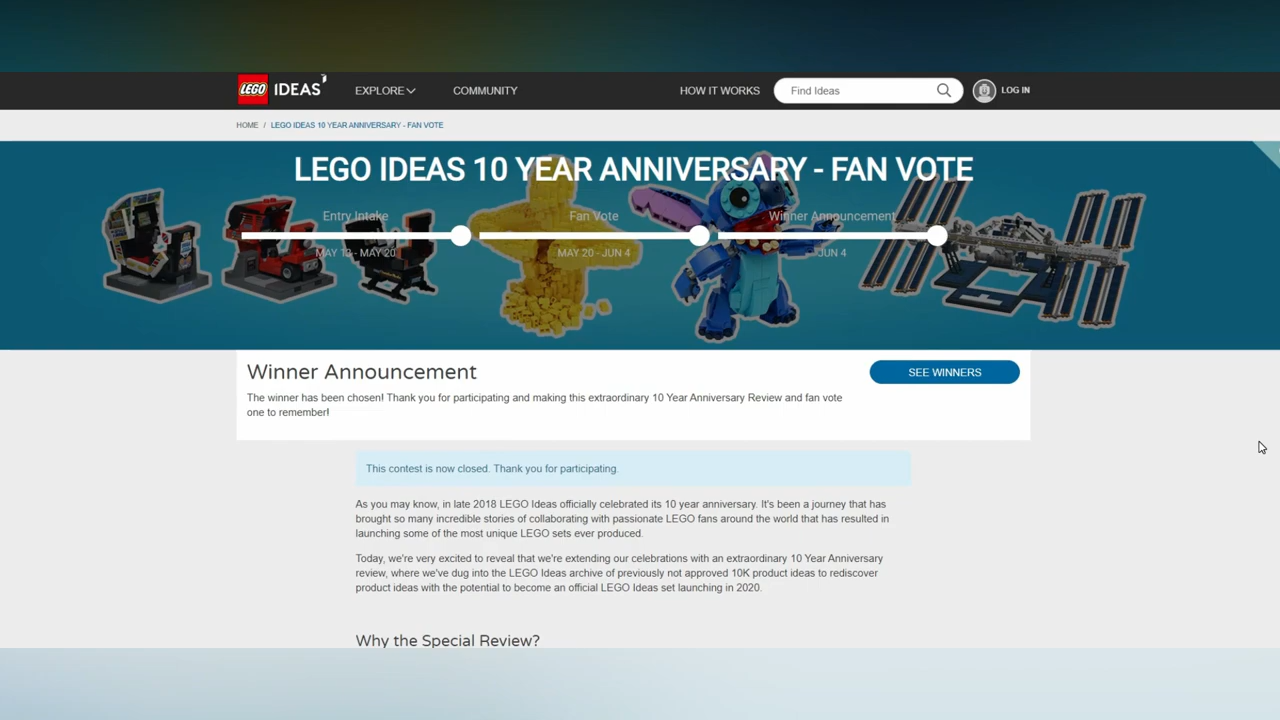 LEGO IDEAS
EXPLORE
COMMUNITY
HOW IT WORKS
Find Ideas
LOG IN
HOME / LEGO IDEAS 10 YEAR ANNIVERSARY - FAN VOTE
LEGO IDEAS 10 YEAR ANNIVERSARY - FAN VOTE
Entry Intake
Fan Vote
Winner Announcement
MAY 13 - MAY 20
MAY 20 - JUN 4
JUN 4
Winner Announcement
SEE WINNERS
The winner has been chosen! Thank you for participating and making this extraordinary 10 Year Anniversary Review and fan vote
one to remember!
This contest is now closed. Thank you for participating.
As you may know, in late 2018 LEGO Ideas officially celebrated its 10 year anniversary. It's been a journey that has
brought so many incredible stories of collaborating with passionate LEGO fans around the world that has resulted in
launching some of the most unique LEGO sets ever produced.
Today, we're very excited to reveal that we're extending our celebrations with an extraordinary 10 Year Anniversary
review, where we've dug into the LEGO Ideas archive of previously not approved 10K product ideas to rediscover
product ideas with the potential to become an official LEGO Ideas set launching in 2020.
Why the Special Review?